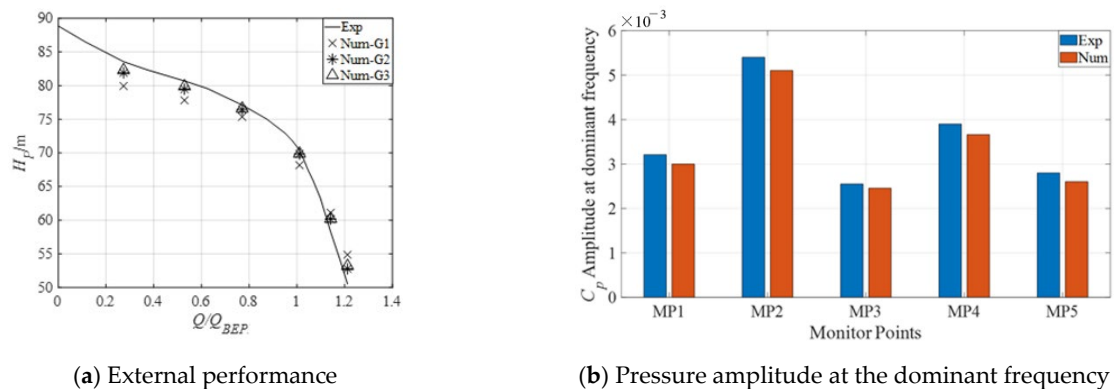 90
85
80
75
70
65
60
55
50
H_P/m
0
0.2
0.4
0.6
0.8
1
1.2
1.4
Q/Q_BEP.
Exp
Num-G1
Num-G2
Num-G3
(a) External performance
×10⁻³
6
5
4
3
2
1
0
C_p Amplitude at dominant frequency
MP1
MP2
MP3
MP4
MP5
Monitor Points
Exp
Num
(b) Pressure amplitude at the dominant frequency